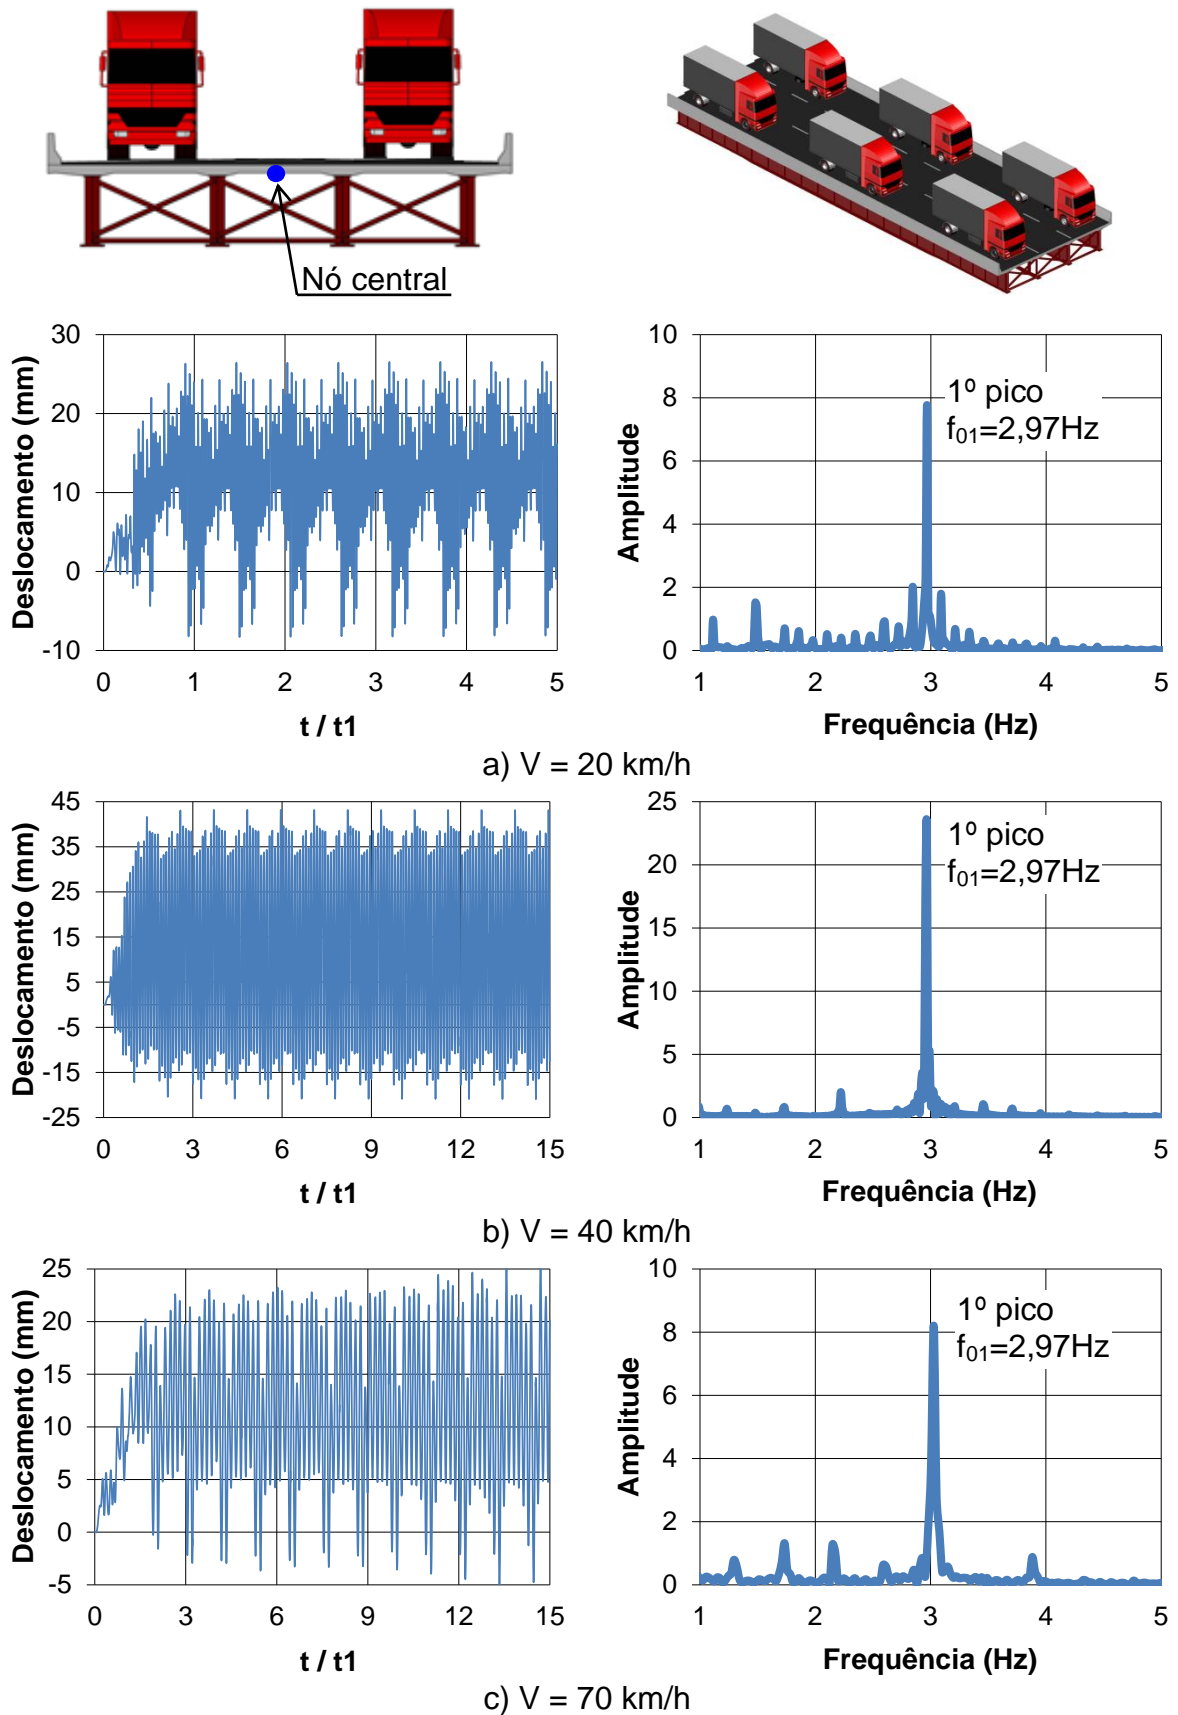 Nó central
30
20
10
0
-10
Deslocamento (mm)
0 1 2 3 3 4 5
t / t1
10
8
6
4
2
0
Amplitude
1º pico
f₀₁=2,97Hz
1 2 3 4 5
Frequência (Hz)
a) V = 20 km/h
45
35
25
15
5
-5
-15
-25
Deslocamento (mm)
0 3 6 9 12 15
t / t1
25
20
15
10
5
0
Amplitude
1º pico
f₀₁=2,97Hz
1 2 3 4 5
Frequência (Hz)
b) V = 40 km/h
25
20
15
10
5
0
-5
Deslocamento (mm)
0 3 6 9 12 15
t / t1
10
8
6
4
2
0
Amplitude
1º pico
f₀₁=2,97Hz
1 2 3 4 5
Frequência (Hz)
c) V = 70 km/h